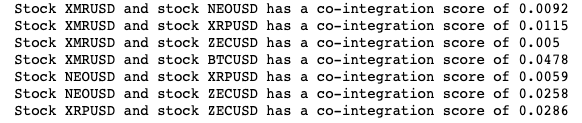 Stock XMRUSD and stock NEOUSD has a co-integration score of 0.0092
Stock XMRUSD and stock XRPUSD has a co-integration score of 0.0115
Stock XMRUSD and stock ZECUSD has a co-integration score of 0.005
Stock XMRUSD and stock BTCUSD has a co-integration score of 0.0478
Stock NEOUSD and stock XRPUSD has a co-integration score of 0.0059
Stock NEOUSD and stock ZECUSD has a co-integration score of 0.0258
Stock XRPUSD and stock ZECUSD has a co-integration score of 0.0286